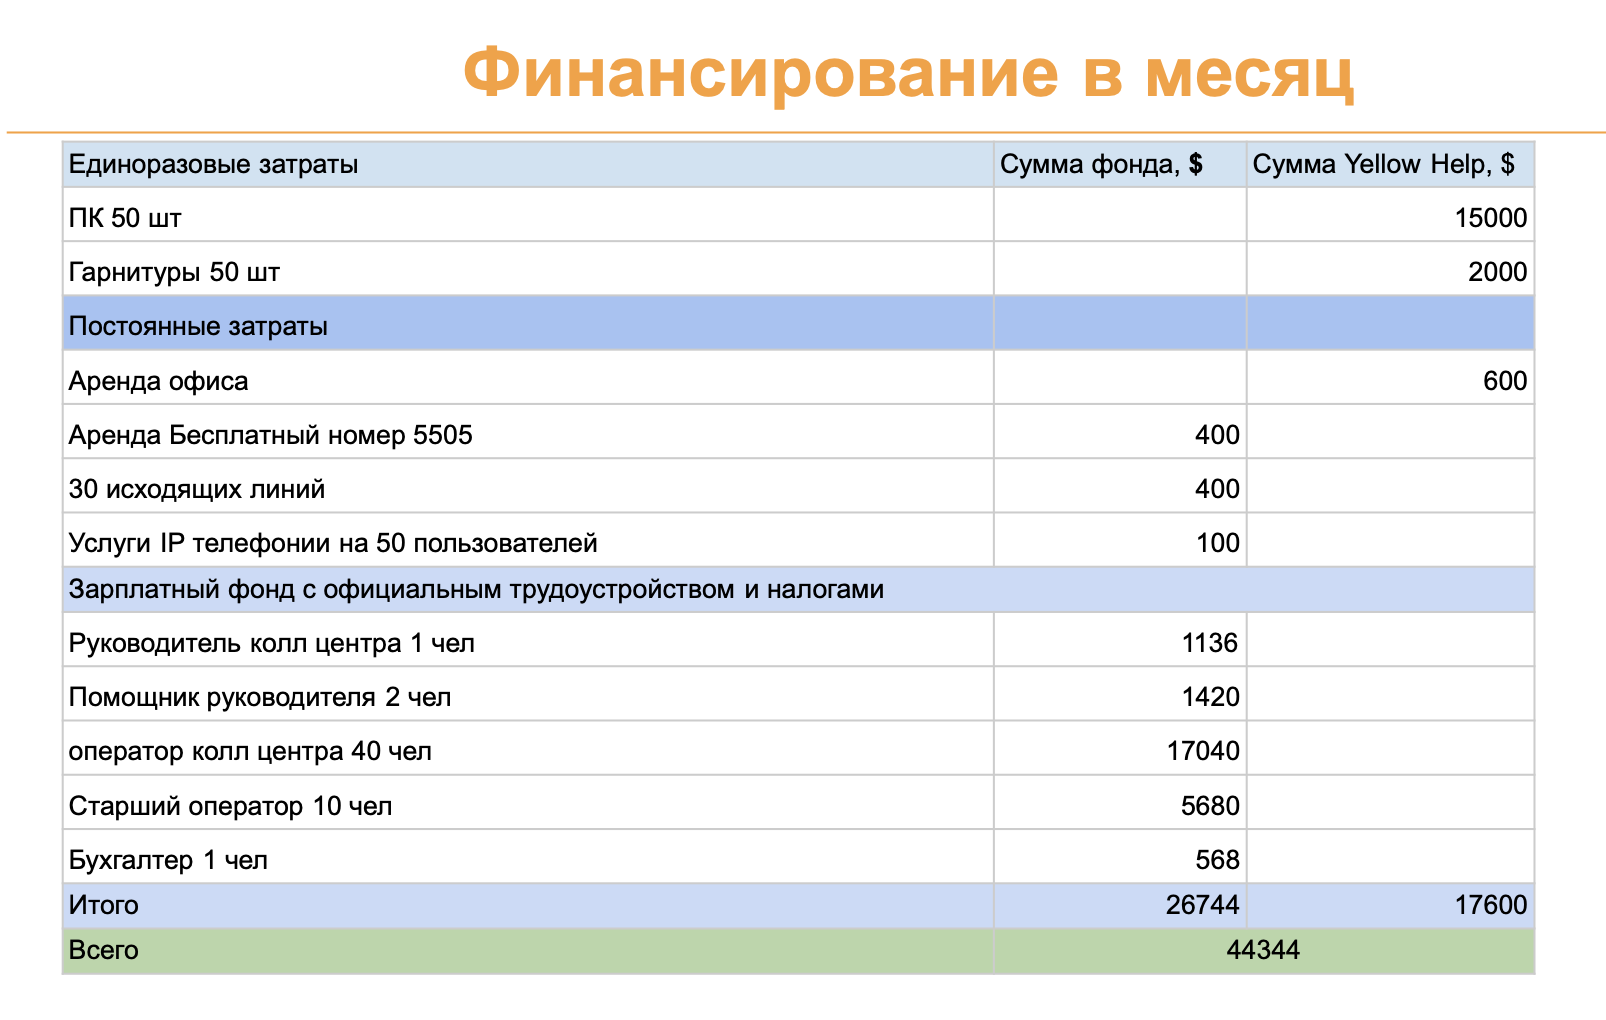 Финансирование в месяц
Единоразовые затраты Сумма фонда, $ Сумма Yellow Help, $
ПК 50 шт 15000
Гарнитуры 50 шт 2000
Постоянные затраты
Аренда офиса 600
Аренда Бесплатный номер 5505 400
30 исходящих линий 400
Услуги IP телефонии на 50 пользователей 100
Зарплатный фонд с официальным трудоустройством и налогами
Руководитель колл центра 1 чел 1136
Помощник руководителя 2 чел 1420
оператор колл центра 40 чел 17040
Старший оператор 10 чел 5680
Бухгалтер 1 чел 568
Итого 26744 17600
Всего 44344